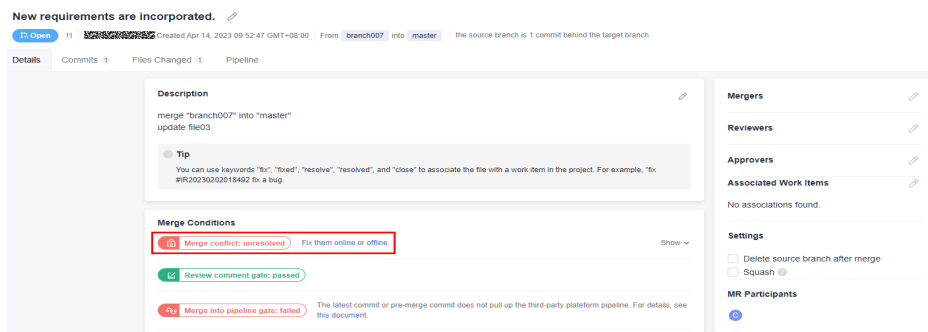 New requirements are incorporated.
Open !1 Created Apr 14, 2023 09:52:47 GMT+08:00 From branch007 into master the source branch is 1 commit behind the target branch
Details Commits 1 Files Changed 1 Pipeline
Description
merge "branch007" into "master"
update file03
Tip
You can use keywords "fix", "fixed", "resolve", "resolved", and "close" to associate the file with a work item in the project. For example, "fix
#IR20230202018492 fix a bug.
Merge Conditions
Merge conflict: unresolved Fix them online or offline. Show
Review comment gate: passed
Merge into pipeline gate: failed The latest commit or pre-merge commit does not pull up the third-party plateform pipeline. For details, see
this document.
Mergers
Reviewers
Approvers
Associated Work Items
No associations found.
Settings
Delete source branch after merge
Squash
MR Participants
C